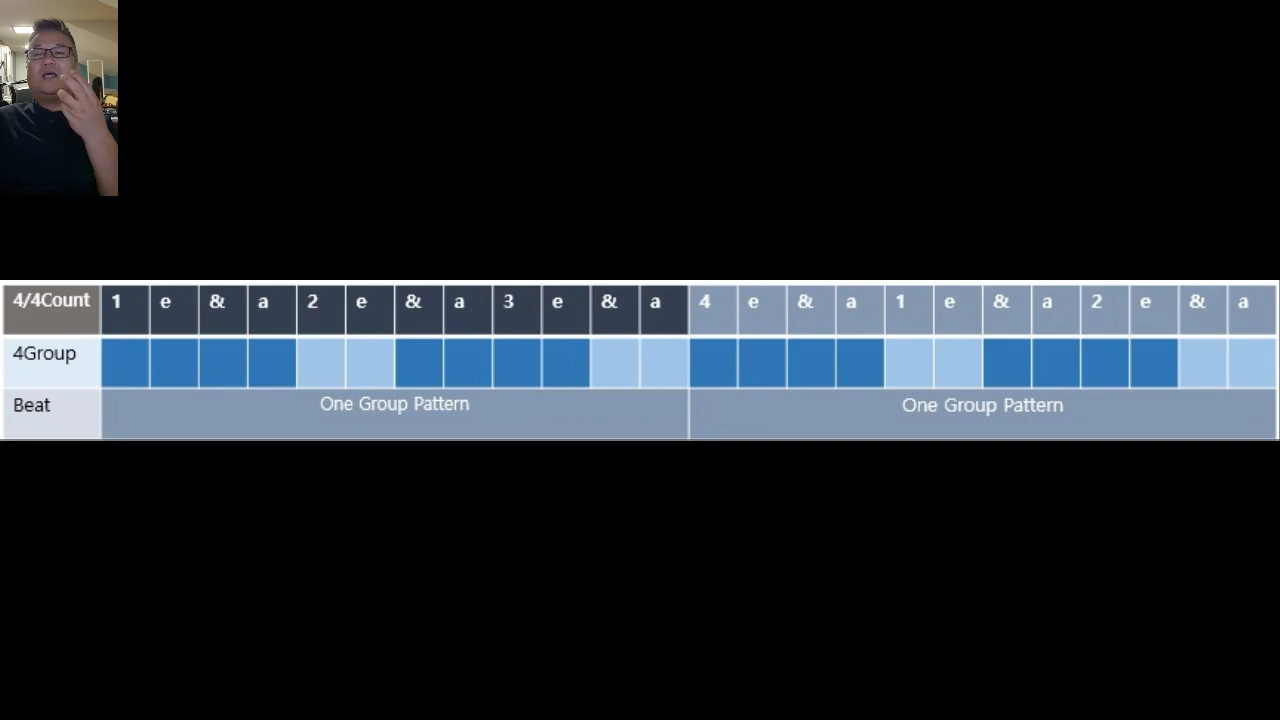 4/4Count 1 e & a 2 e & a 3 e & a 4 e & a 1 e & a 2 e & a
4Group
Beat One Group Pattern One Group Pattern